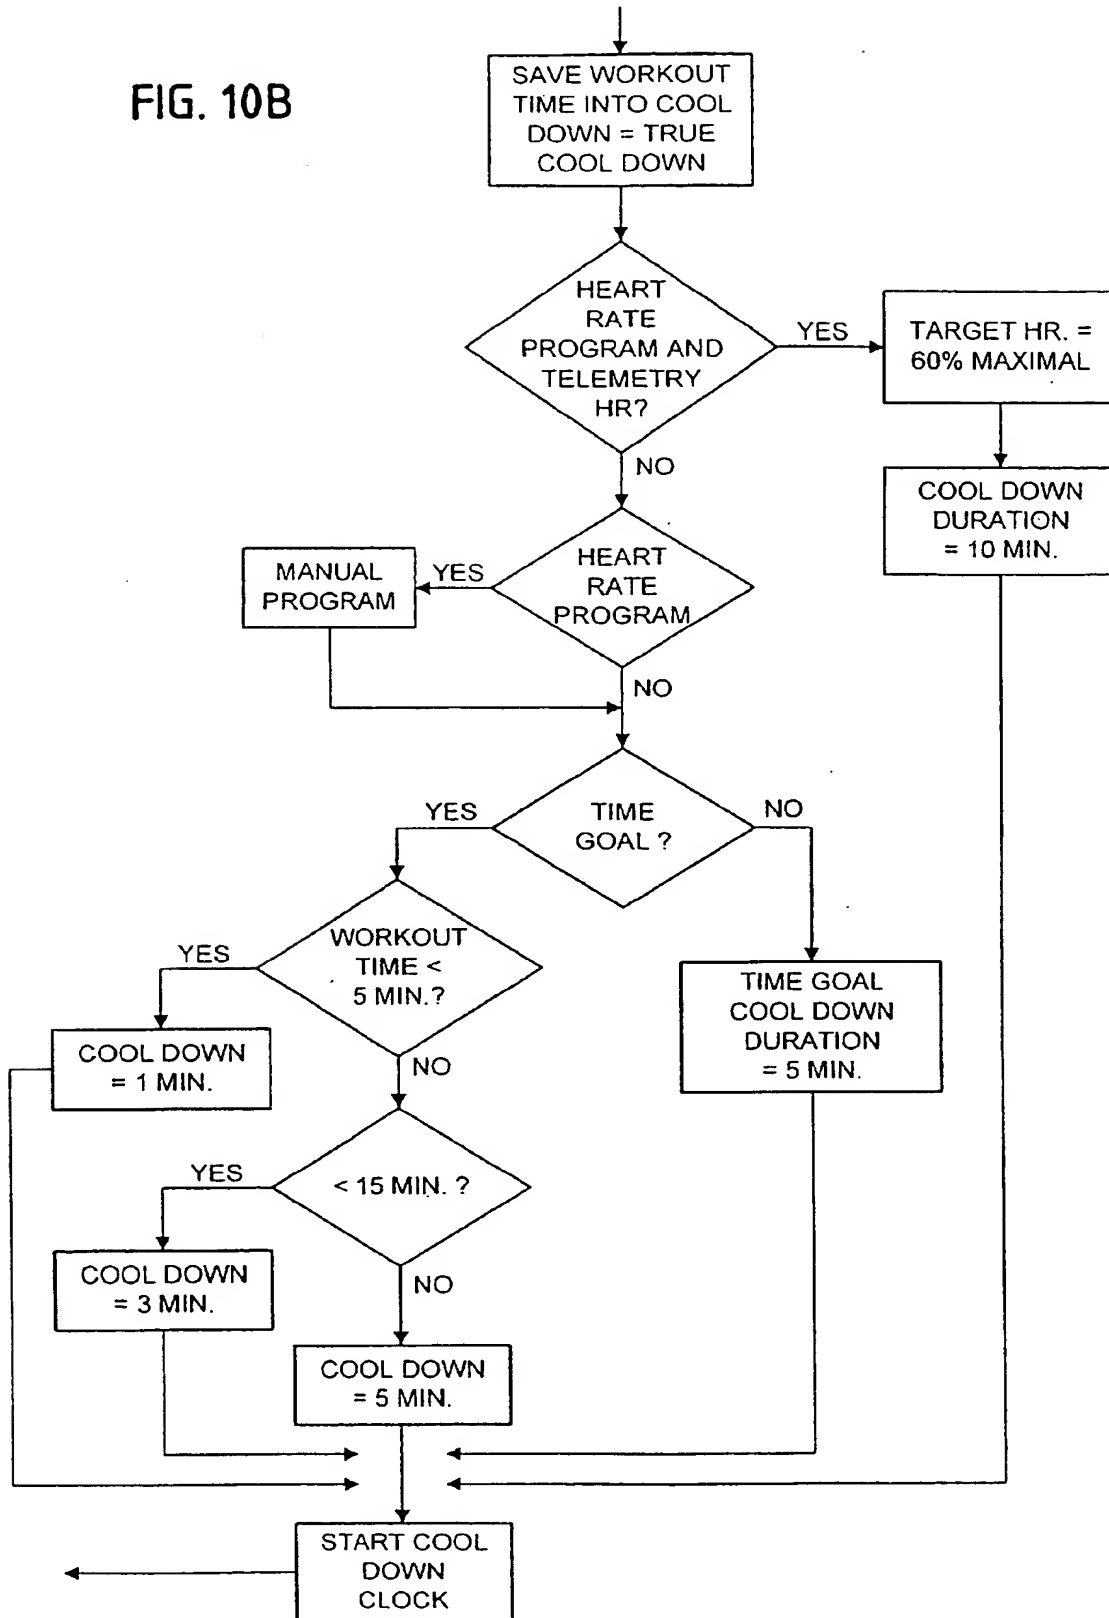 FIG. 10B
SAVE WORKOUT
TIME INTO COOL
DOWN = TRUE
COOL DOWN
HEART
RATE
PROGRAM AND
TELEMETRY
HR?
YES
TARGET HR. =
60% MAXIMAL
NO
COOL DOWN
DURATION
= 10 MIN.
HEART
RATE
PROGRAM
YES
MANUAL
PROGRAM
NO
TIME
GOAL ?
YES
NO
WORKOUT
TIME <
5 MIN.?
YES
COOL DOWN
= 1 MIN.
TIME GOAL
COOL DOWN
DURATION
= 5 MIN.
NO
< 15 MIN. ?
YES
COOL DOWN
= 3 MIN.
NO
COOL DOWN
= 5 MIN.
START COOL
DOWN
CLOCK